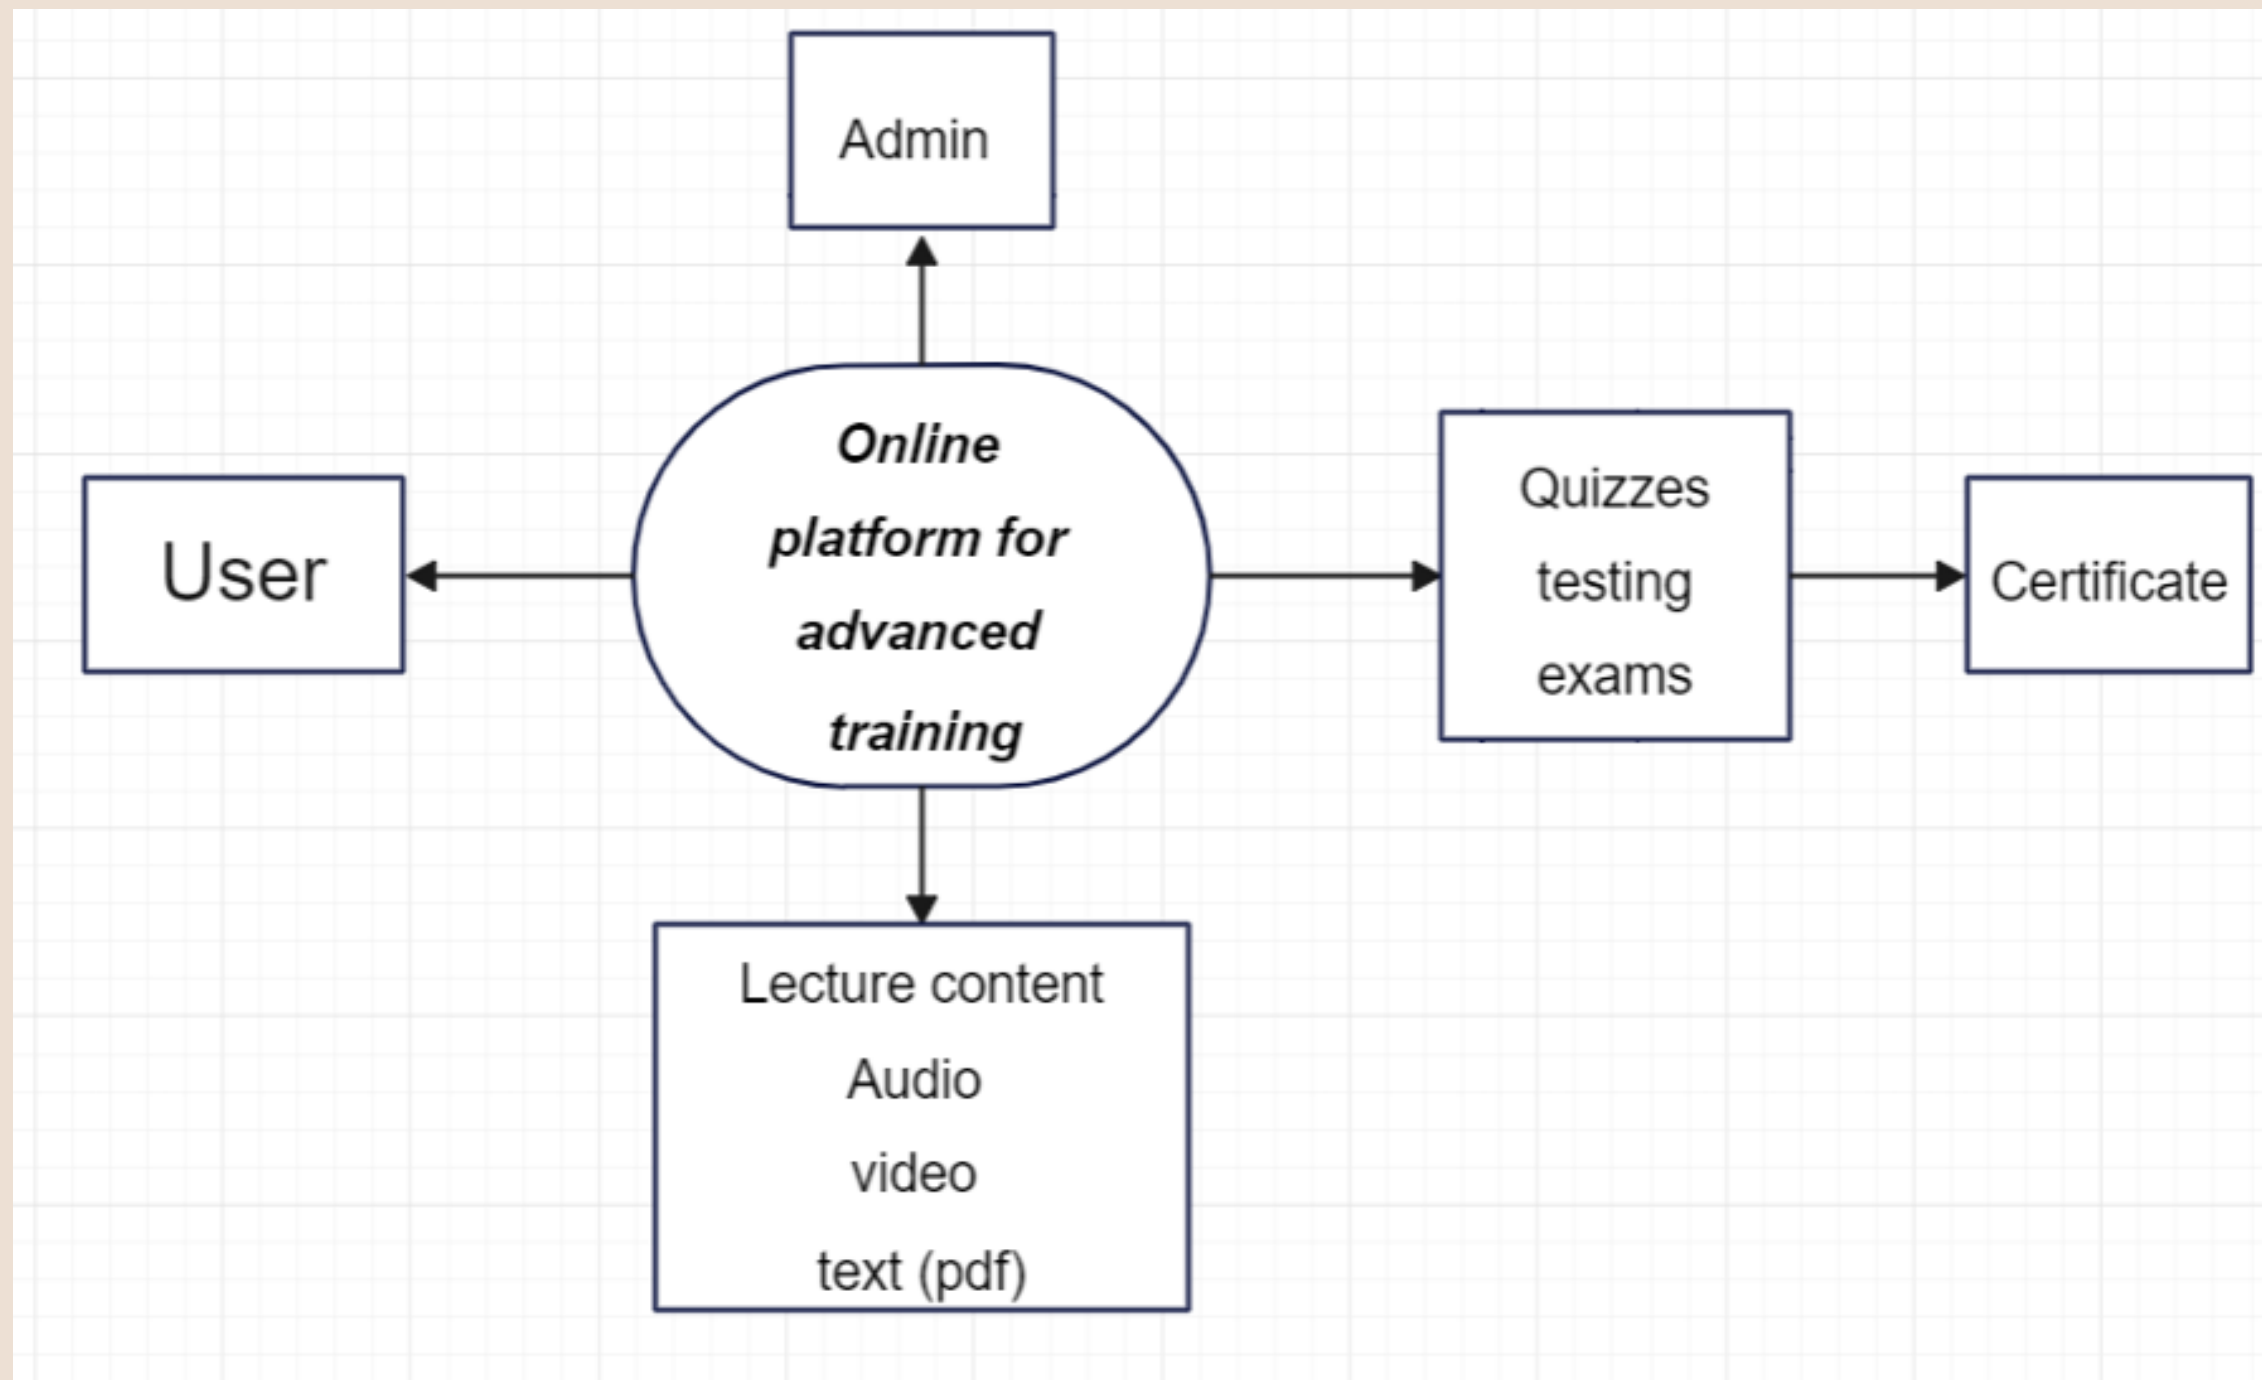 Admin
Online
platform for
advanced
training
User
Quizzes
testing
exams
Certificate
Lecture content
Audio
video
text (pdf)